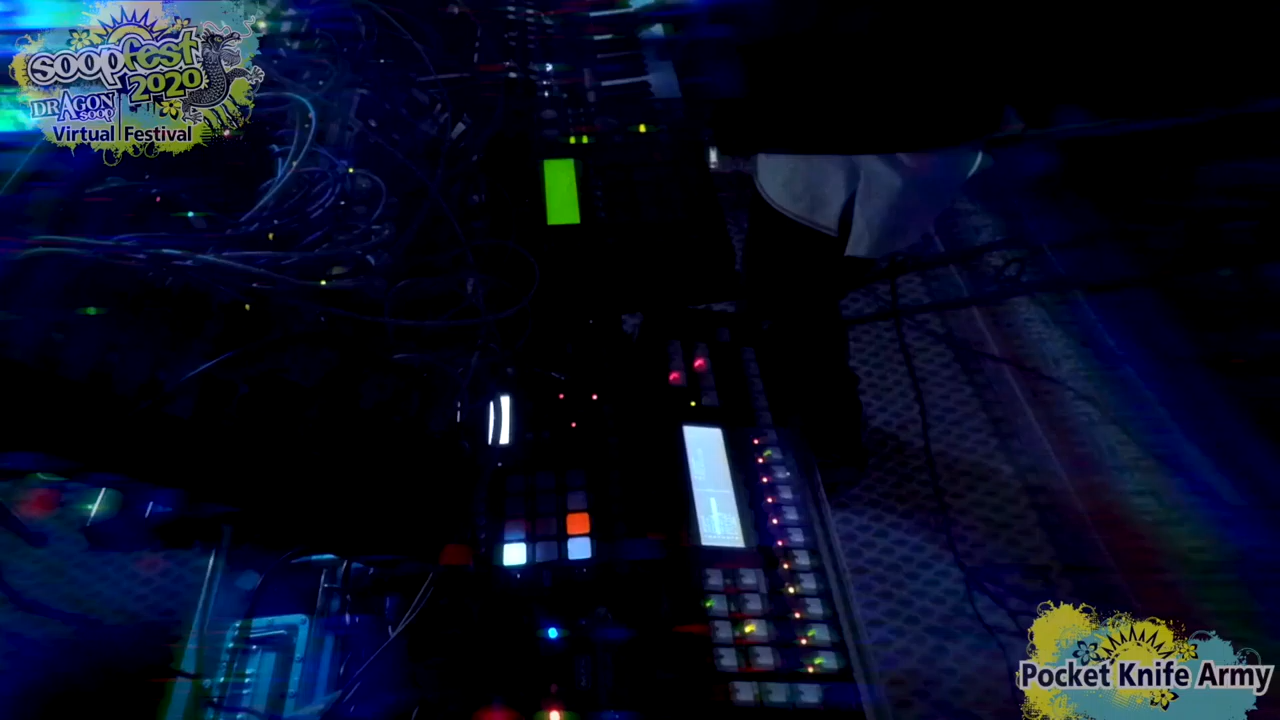 soopfest
2020
DRAGON
soop
Virtual Festival
Pocket Knife Army